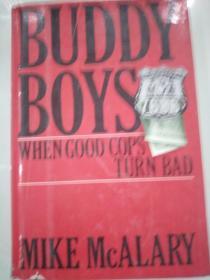 BUDDY
BOYS
WHEN GOOD COPS
TURN BAD
MIKE McALARY